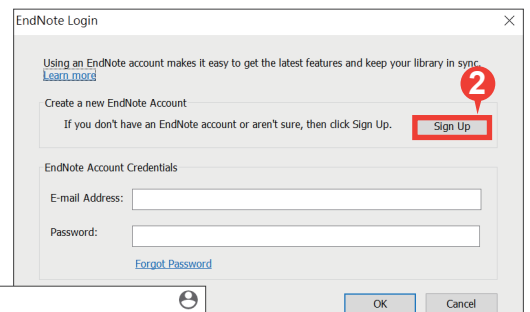 EndNote Login
Using an EndNote account makes it easy to get the latest features and keep your library in sync.
Learn more
2
Create a new EndNote Account
If you don't have an EndNote account or aren't sure, then click Sign Up.
Sign Up
EndNote Account Credentials
E-mail Address:
Password:
Forgot Password
OK
Cancel